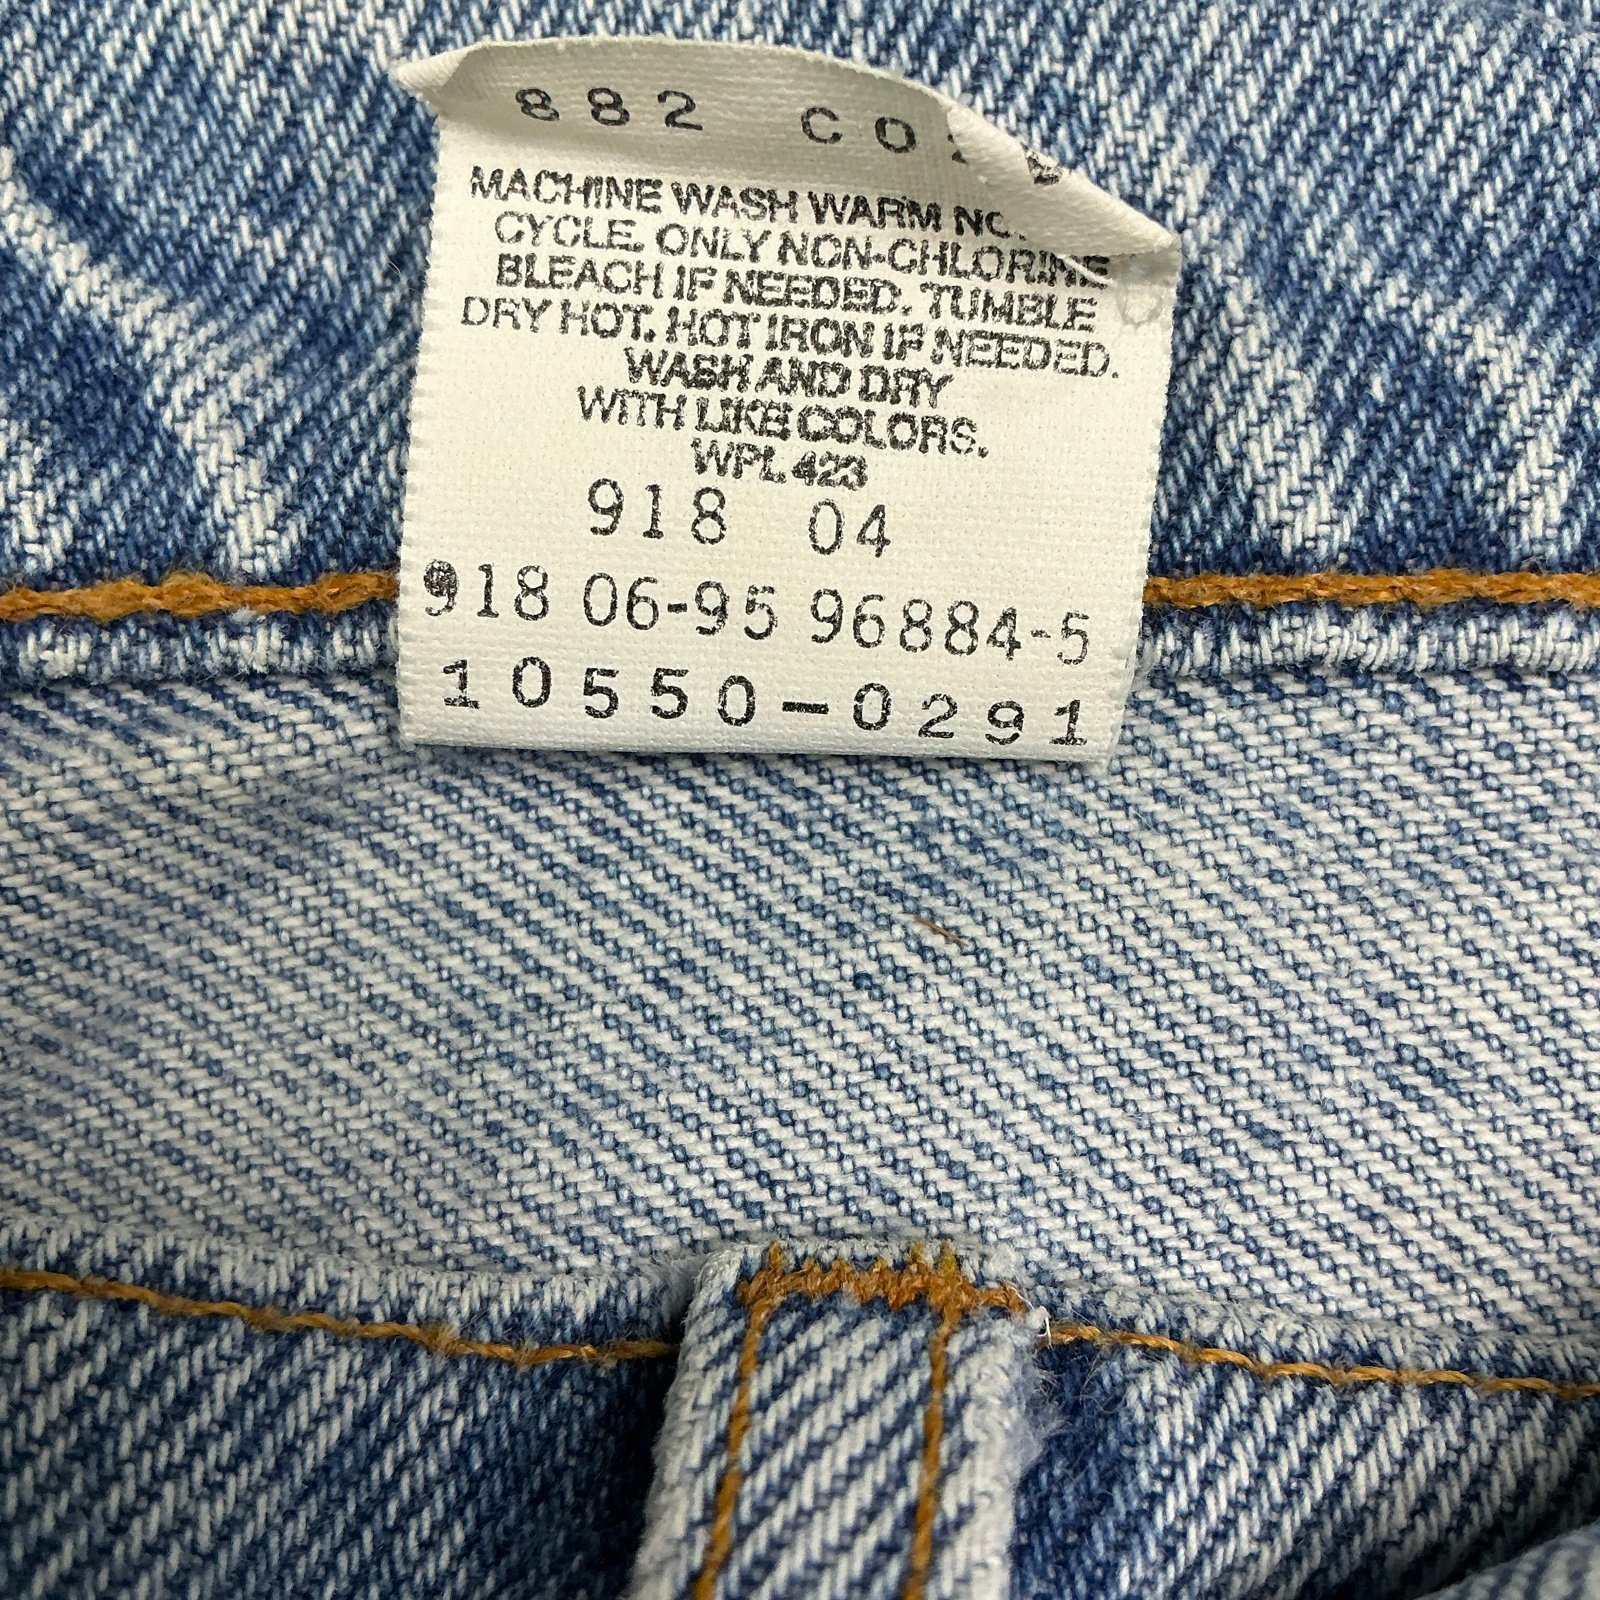 882
MACHINE WASH WARM
CYCLE. ONLY NON-CHLORINE
BLEACH IF NEEDED. TUMBLE
DRY HOT. HOT IRON IF NEEDED.
WASH AND DRY
WITH LIKE COLORS.
WPL 423
918 04
918 06-95 96884-5
10550-0291